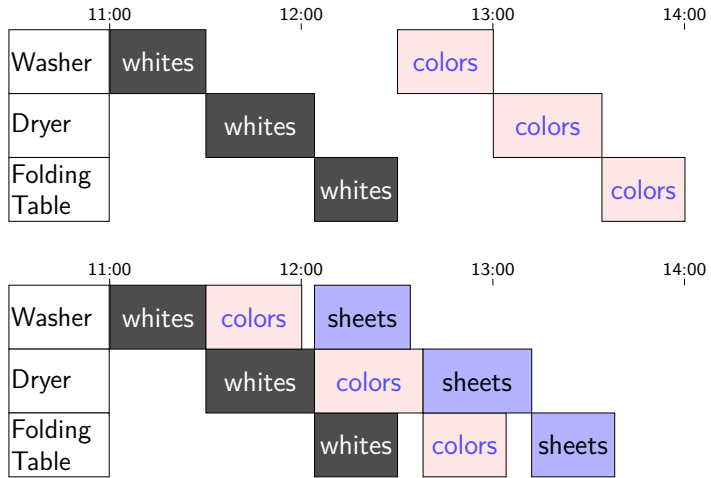 11:00 12:00 13:00 14:00
Washer whites colors
Dryer whites colors
Folding
Table whites colors
11:00 12:00 13:00 14:00
Washer whites colors sheets
Dryer whites colors sheets
Folding
Table whites colors sheets